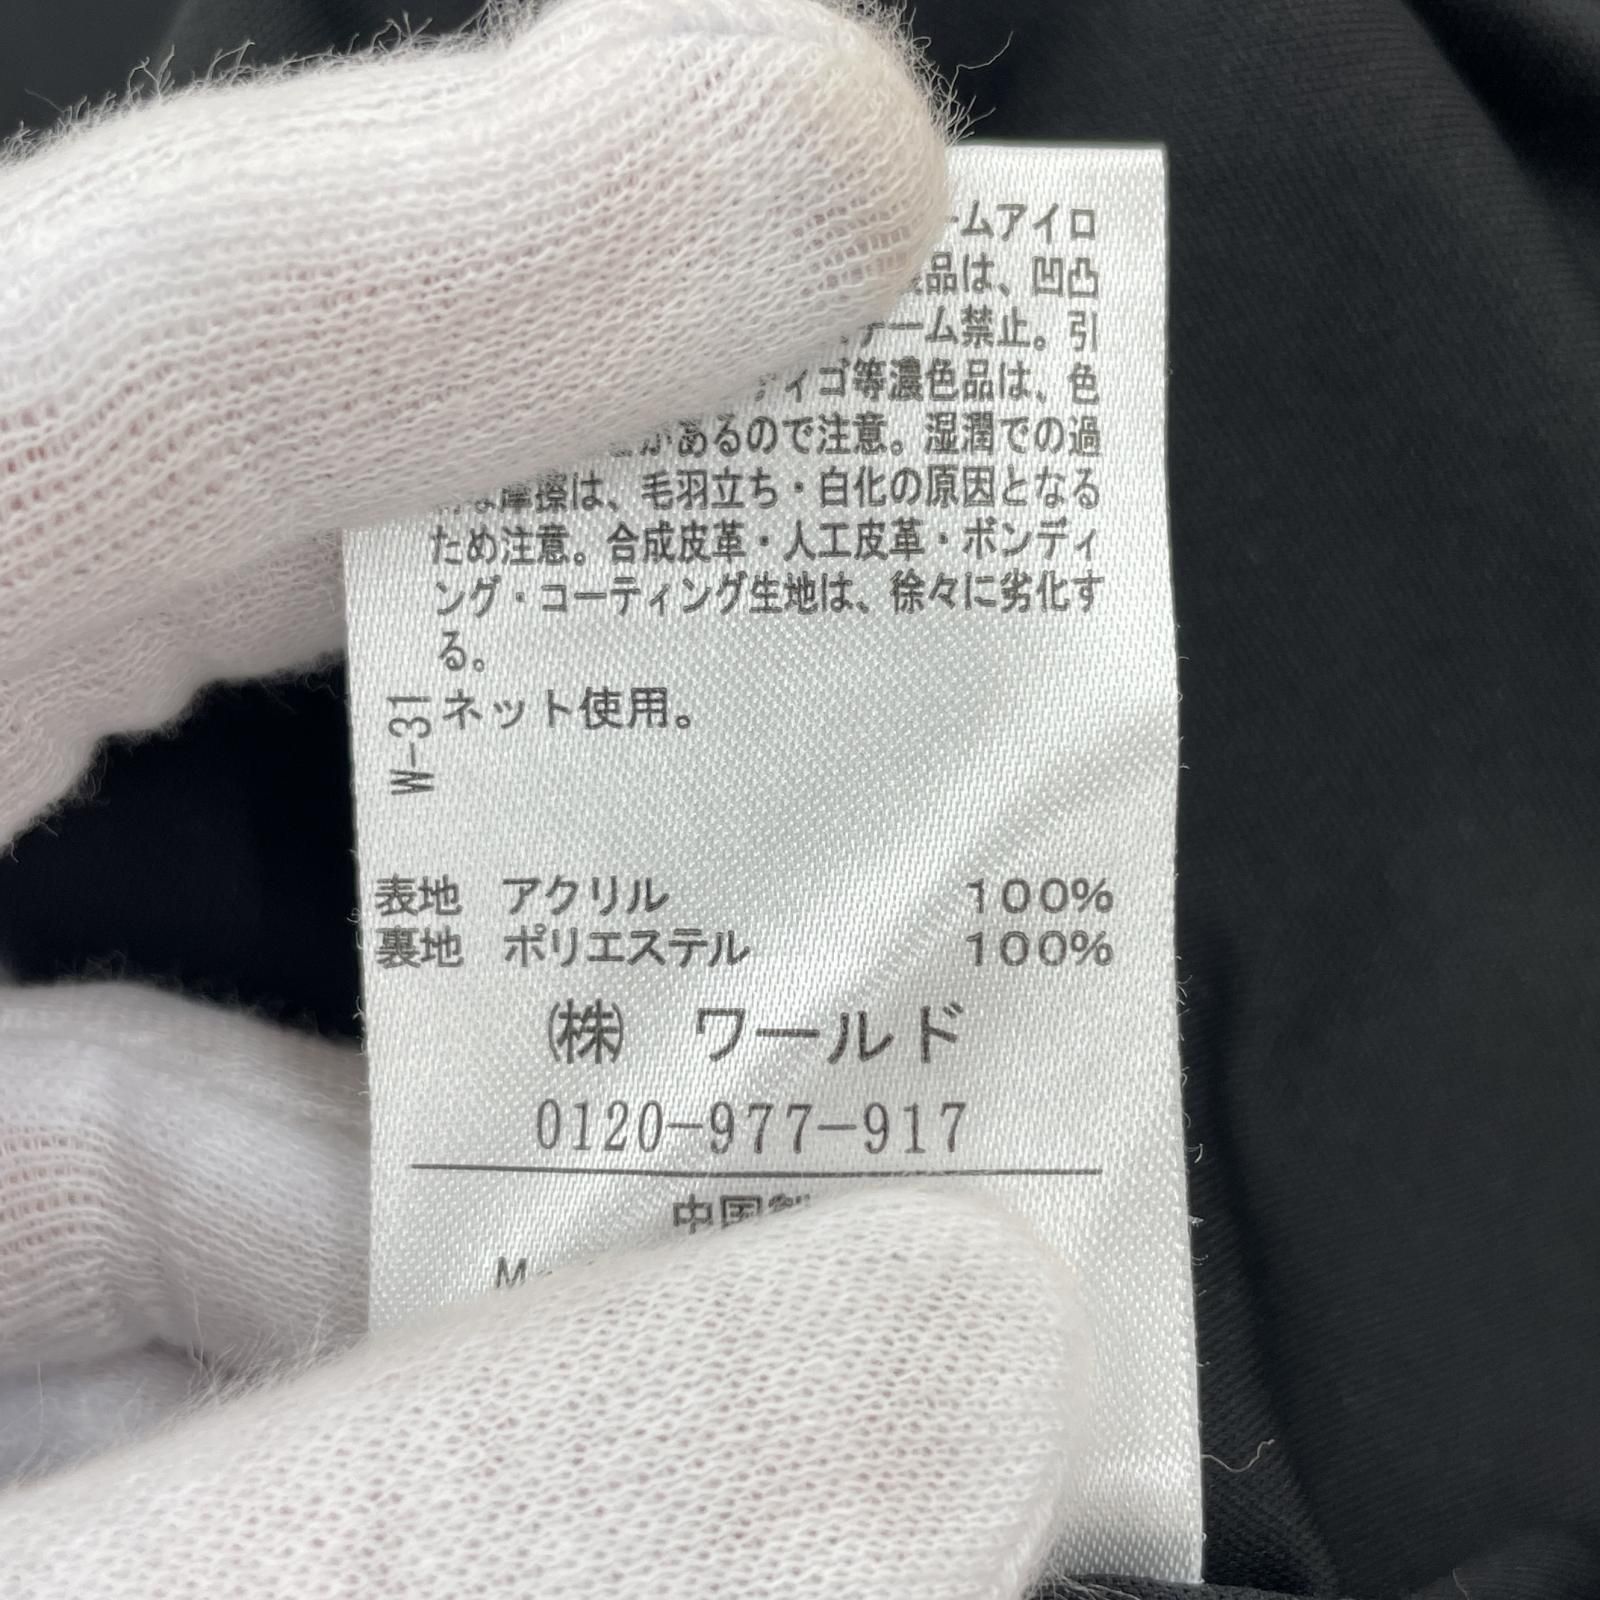 ームアイロ
品は、凹凸
ーム禁止。引
ィゴ等濃色品は、色
があるので注意。湿潤での過
な摩擦は、毛羽立ち・白化の原因となる
ため注意。合成皮革・人工皮革・ボンディ
ング・コーティング生地は、徐々に劣化す
る。
ネット使用。
W-31
表地 アクリル 100%
裏地 ポリエステル 100%
(株) ワールド
0120-977-917
中国
M